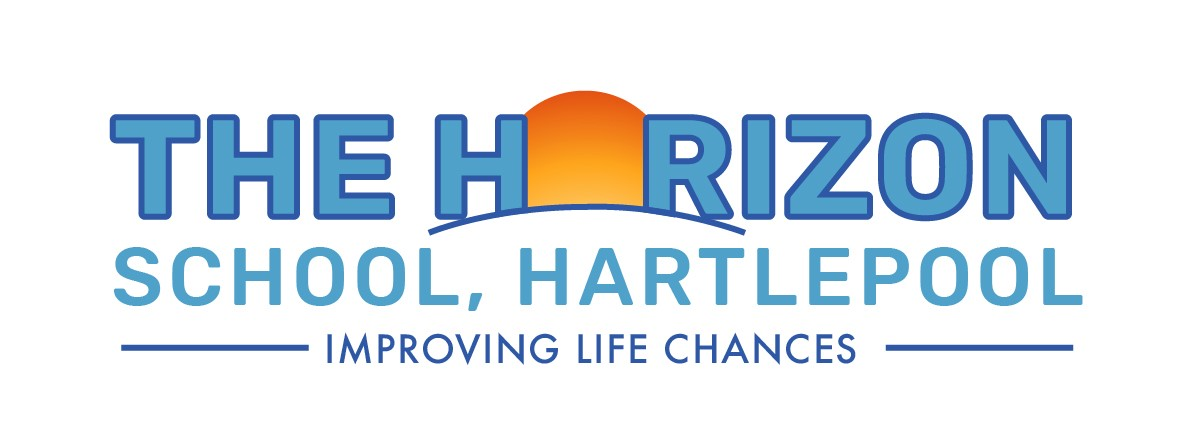 THE HORIZON
SCHOOL, HARTLEPOOL
IMPROVING LIFE CHANCES